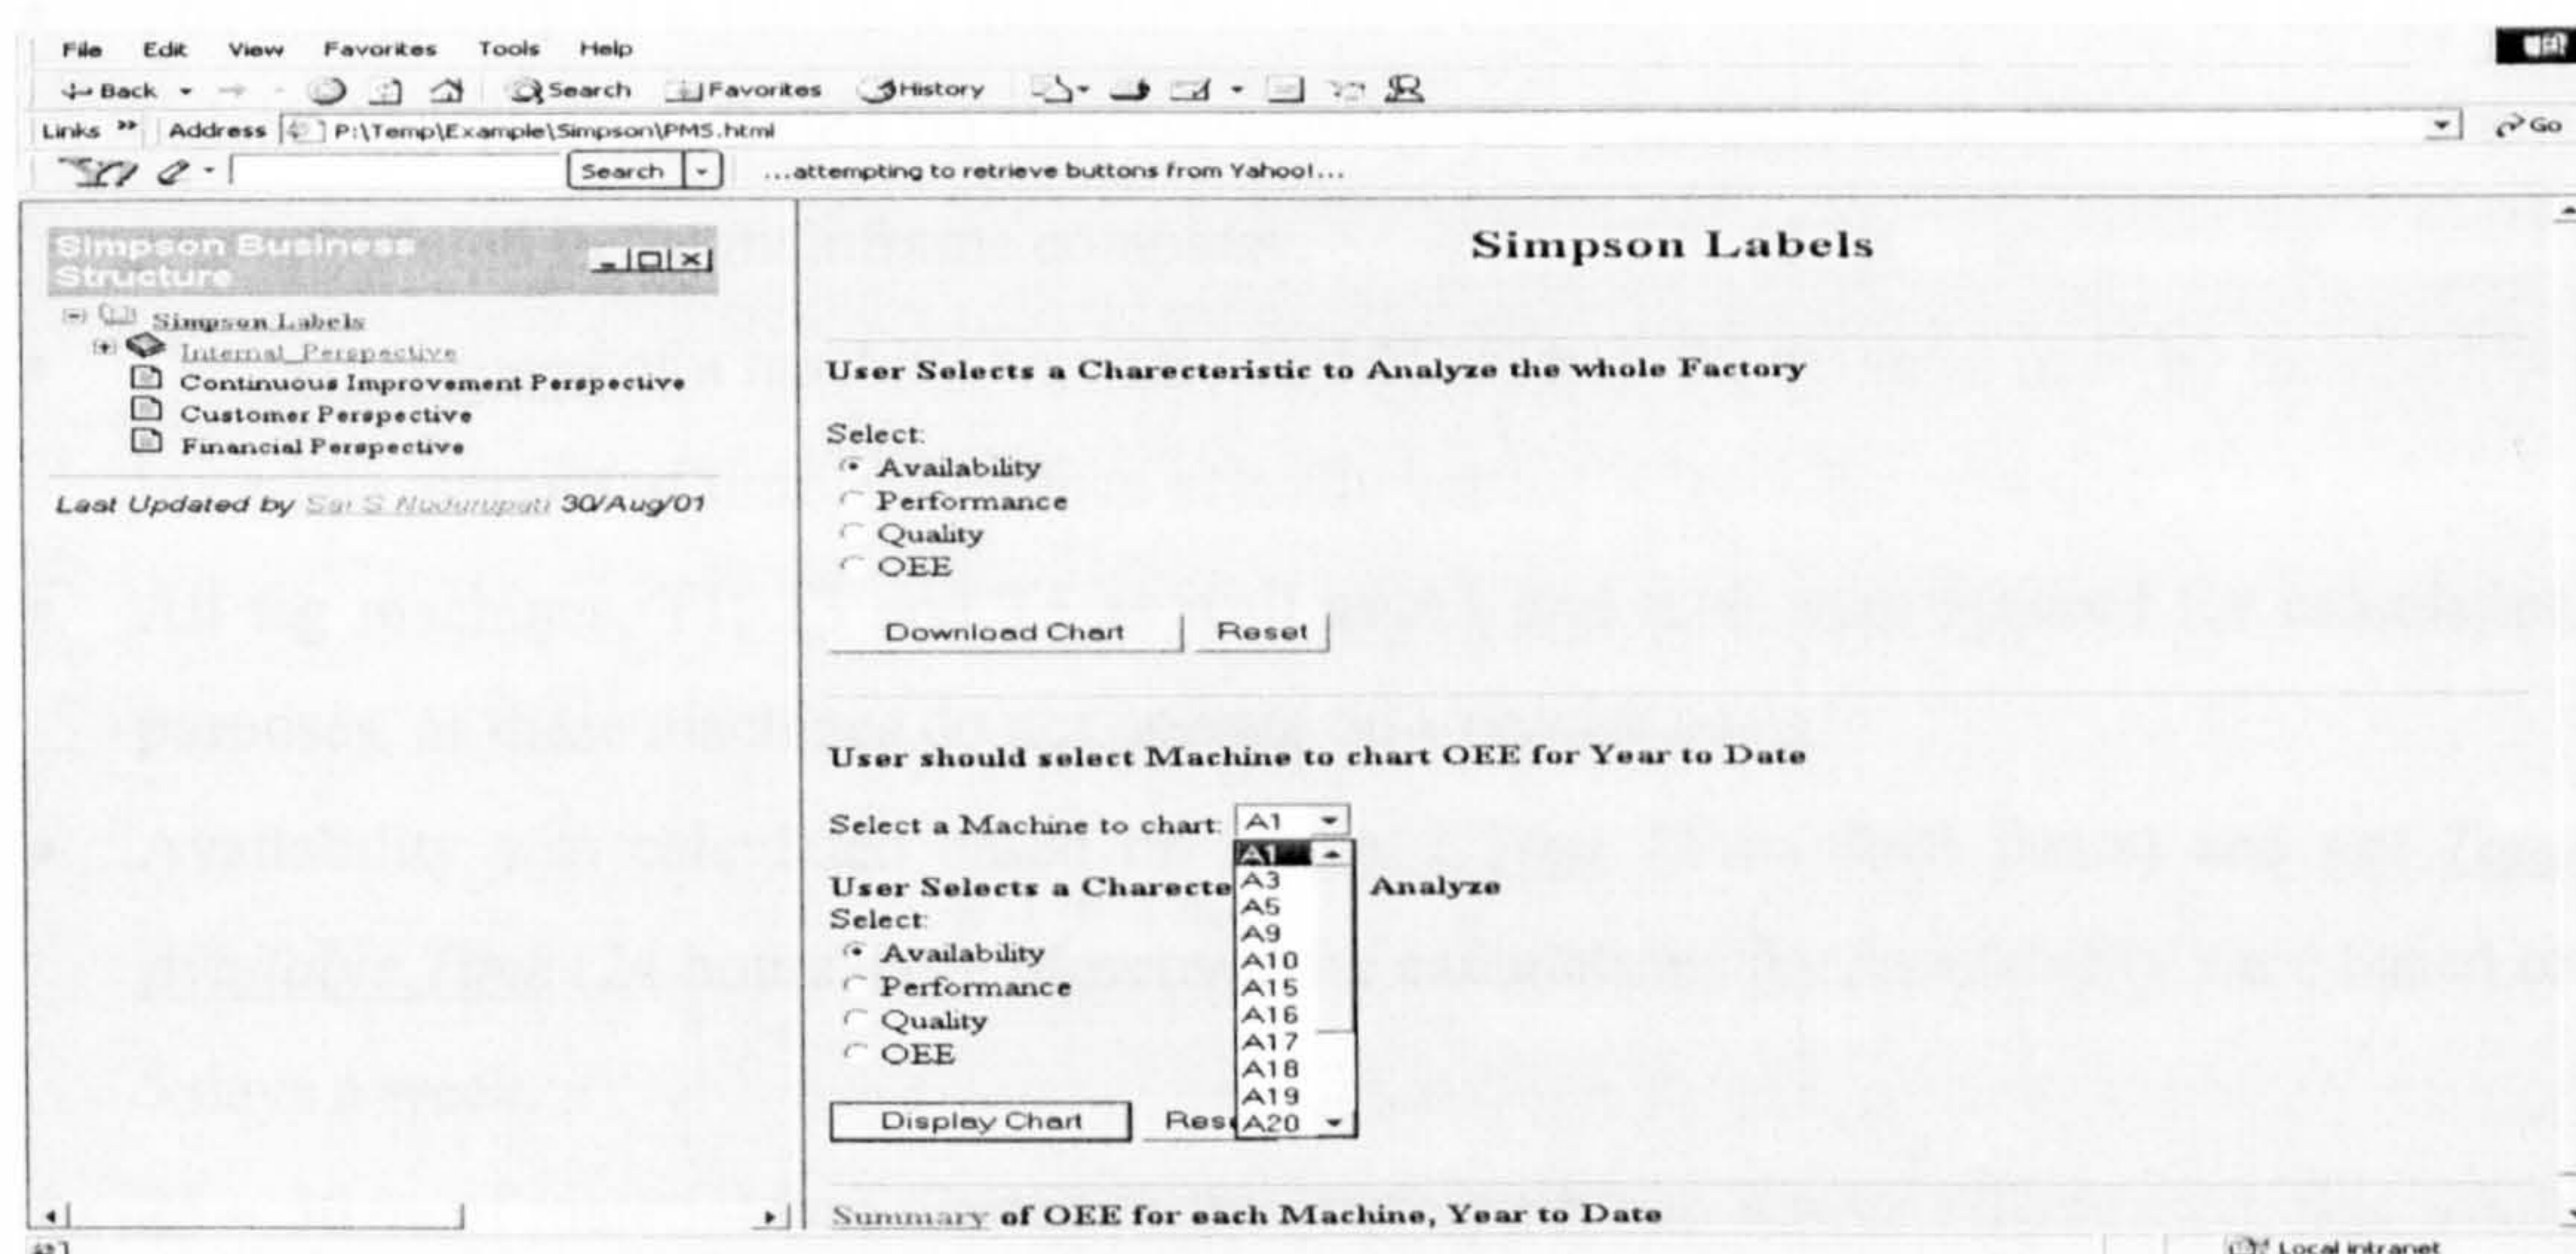 File Edit View Favorites Tools Help
Back Search Favorites History
Links » Address P:\Temp\Example\Simpson\PMS.html Go
Search ...attempting to retrieve buttons from Yahoo!...
Simpson Business
Structure
Simpson Labels
Internal_Perspective
Continuous Improvement Perspective
Customer Perspective
Financial Perspective
Last Updated by Sai S Nudurupati 30/Aug/01
Simpson Labels
User Selects a Charecteristic to Analyze the whole Factory
Select:
Availability
Performance
Quality
OEE
Download Chart Reset
User should select Machine to chart OEE for Year to Date
Select a Machine to chart: A1
A1
A3
A5
A9
A10
A15
A16
A17
A18
A19
A20
User Selects a Charecte Analyze
Select:
Availability
Performance
Quality
OEE
Display Chart Res
Summary of OEE for each Machine, Year to Date
Local intranet